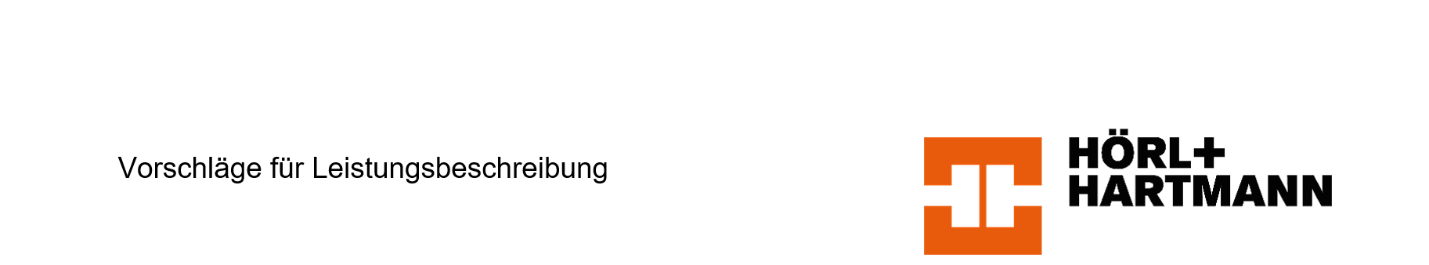 Vorschläge für Leistungsbeschreibung
HÖRL+
HARTMANN